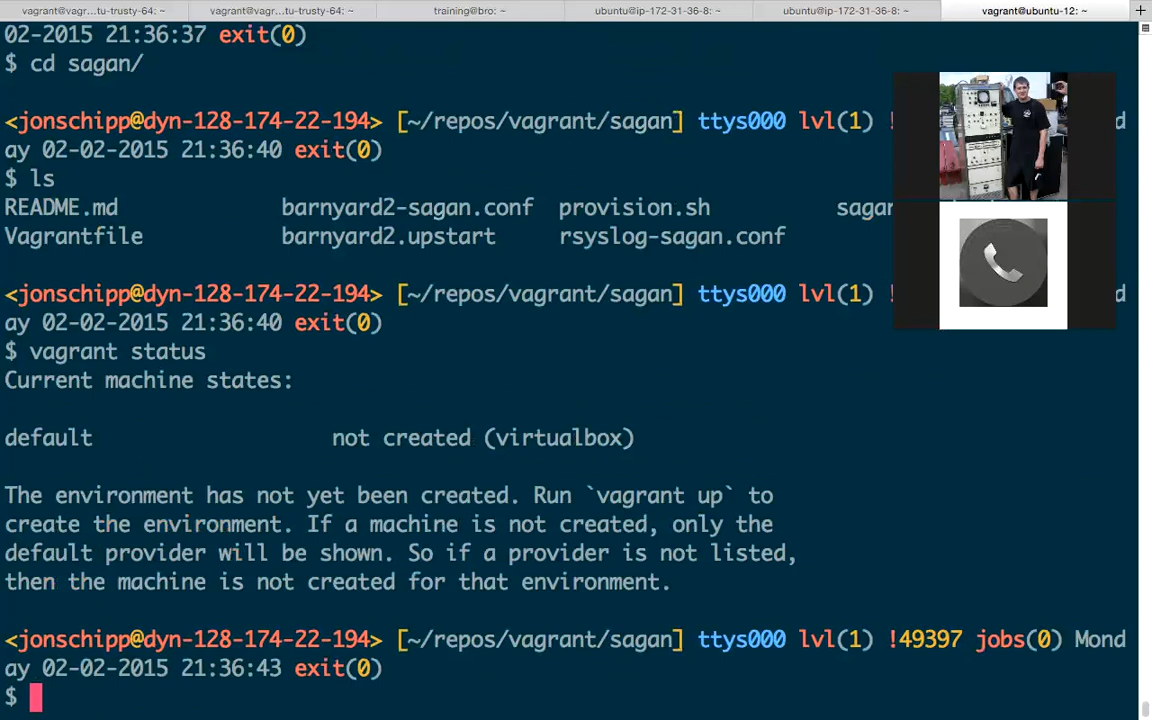 vagrant@vagr...tu-trusty-64: ~ vagrant@vagr...tu-trusty-64: ~ training@bro: ~ ubuntu@ip-172-31-36-8: ~ ubuntu@ip-172-31-36-8: ~ vagrant@ubuntu-12: ~ +
02-2015 21:36:37 exit(0)
$ cd sagan/
<jonschipp@dyn-128-174-22-194> [~/repos/vagrant/sagan] ttys000 lvl(1) ! d
ay 02-02-2015 21:36:40 exit(0)
$ ls
README.md barnyard2-sagan.conf provision.sh sagan
Vagrantfile barnyard2.upstart rsyslog-sagan.conf
<jonschipp@dyn-128-174-22-194> [~/repos/vagrant/sagan] ttys000 lvl(1) ! d
ay 02-02-2015 21:36:40 exit(0)
$ vagrant status
Current machine states:
default not created (virtualbox)
The environment has not yet been created. Run `vagrant up` to
create the environment. If a machine is not created, only the
default provider will be shown. So if a provider is not listed,
then the machine is not created for that environment.
<jonschipp@dyn-128-174-22-194> [~/repos/vagrant/sagan] ttys000 lvl(1) !49397 jobs(0) Mond
ay 02-02-2015 21:36:43 exit(0)
$